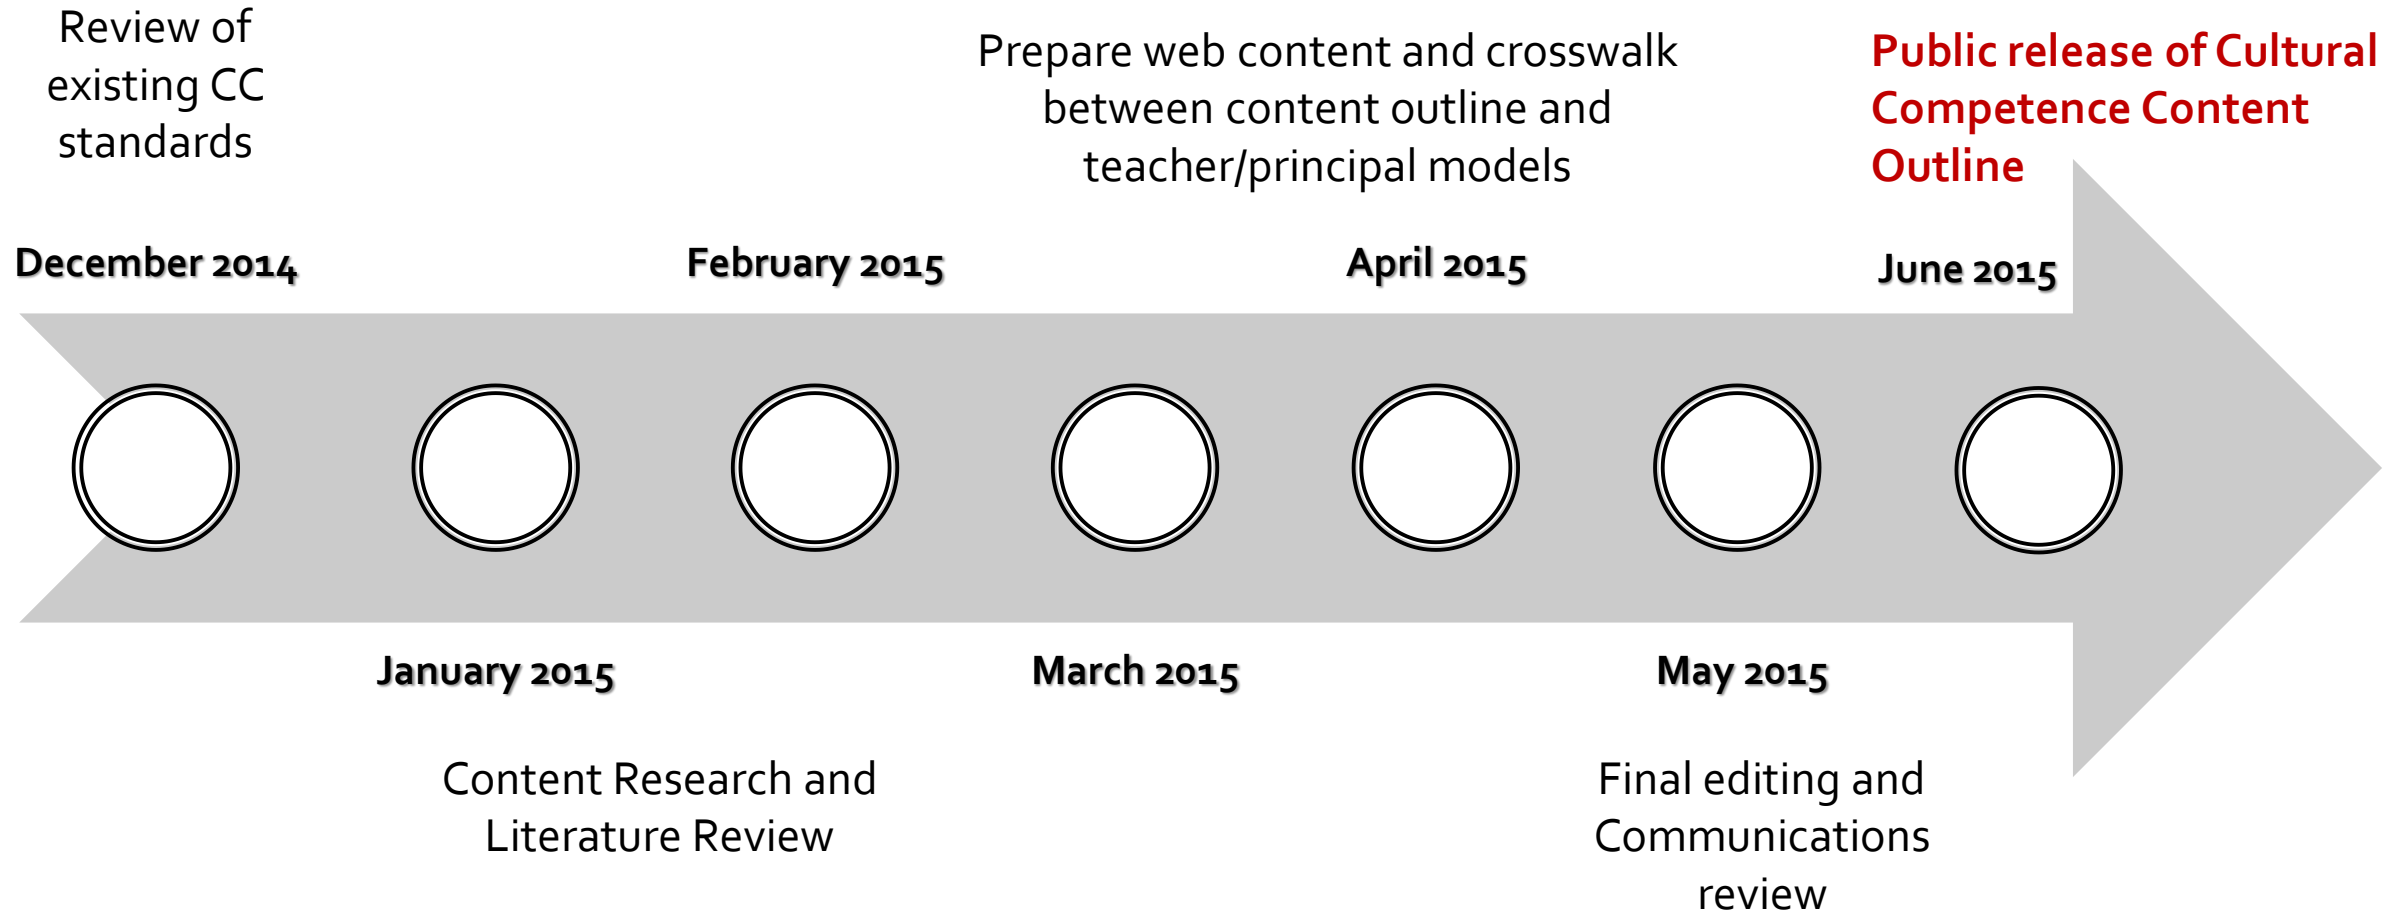 Review of
existing CC
standards
Prepare web content and crosswalk
between content outline and
teacher/principal models
Public release of Cultural
Competence Content
Outline
December 2014
February 2015
April 2015
June 2015
January 2015
March 2015
May 2015
Content Research and
Literature Review
Final editing and
Communications
review